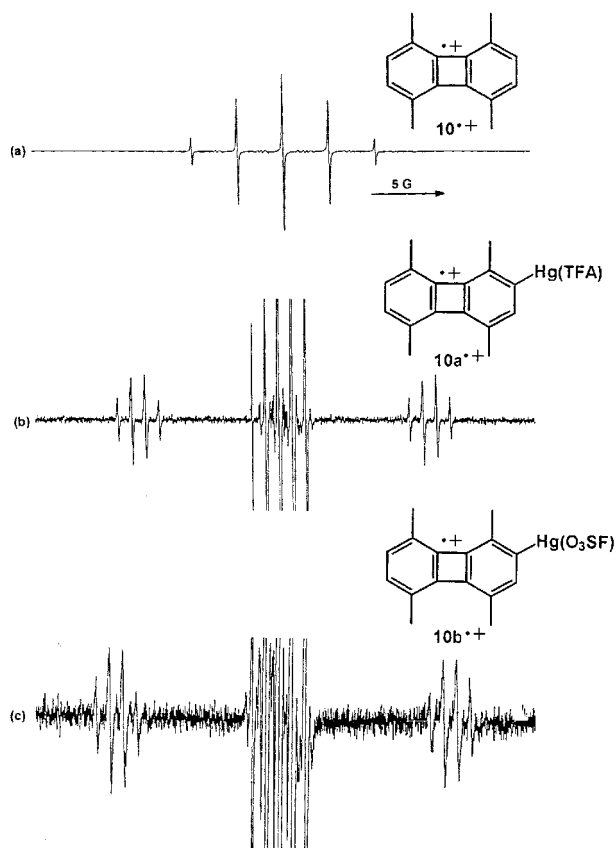 •+
10•+
(a)
5 G
•+
Hg(TFA)
10a•+
(b)
•+
Hg(O₃SF)
10b•+
(c)